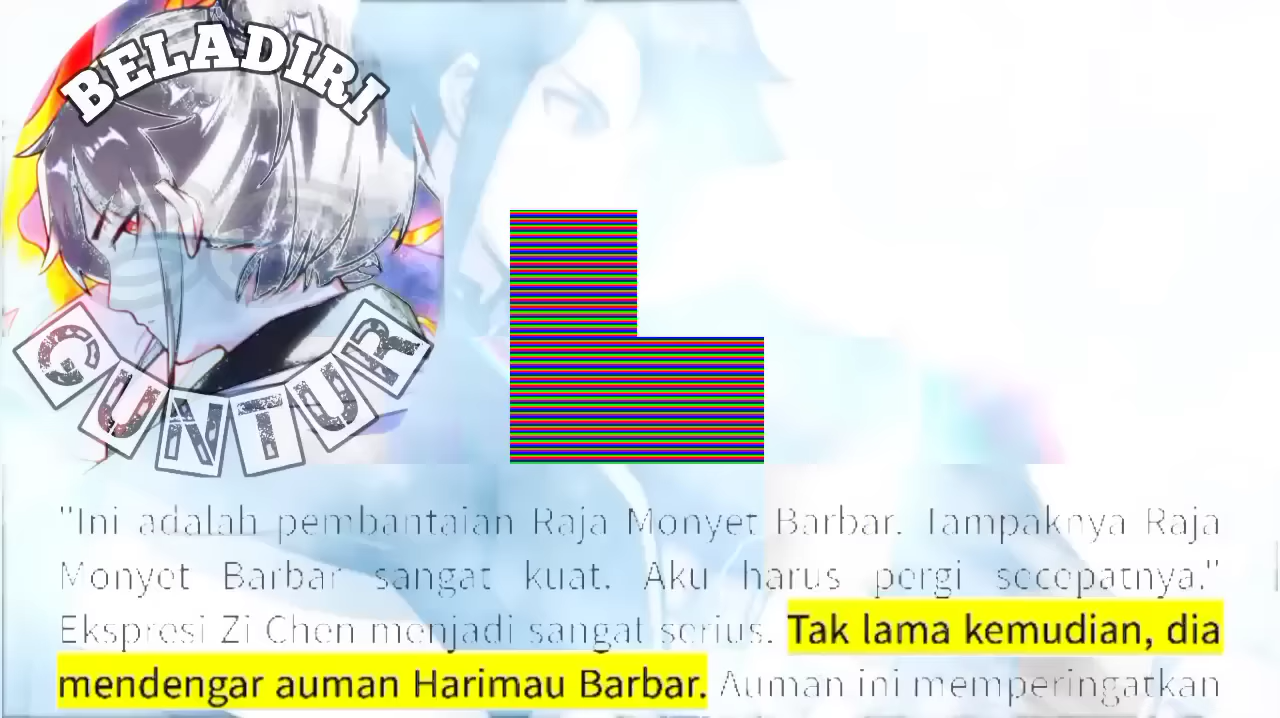 BELADIRI
GUNTUR
"Ini adalah pembantaian Raja Monyet Barbar. Tampaknya Raja
Monyet Barbar sangat kuat. Aku harus pergi secepatnya."
Ekspresi Zi Chen menjadi sangat serius. Tak lama kemudian, dia
mendengar auman Harimau Barbar. Auman ini memperingatkan